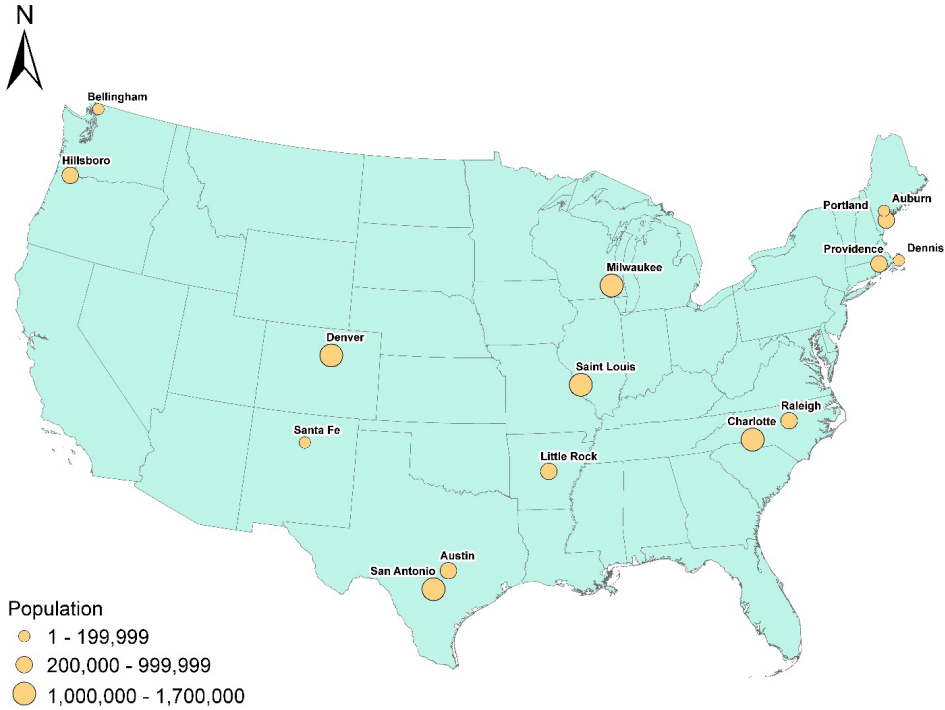 N
Bellingham
Hillsboro
Auburn
Portland
Dennis
Providence
Milwaukee
Denver
Saint Louis
Raleigh
Charlotte
Santa Fe
Little Rock
Austin
San Antonio
Population
1 - 199,999
200,000 - 999,999
1,000,000 - 1,700,000